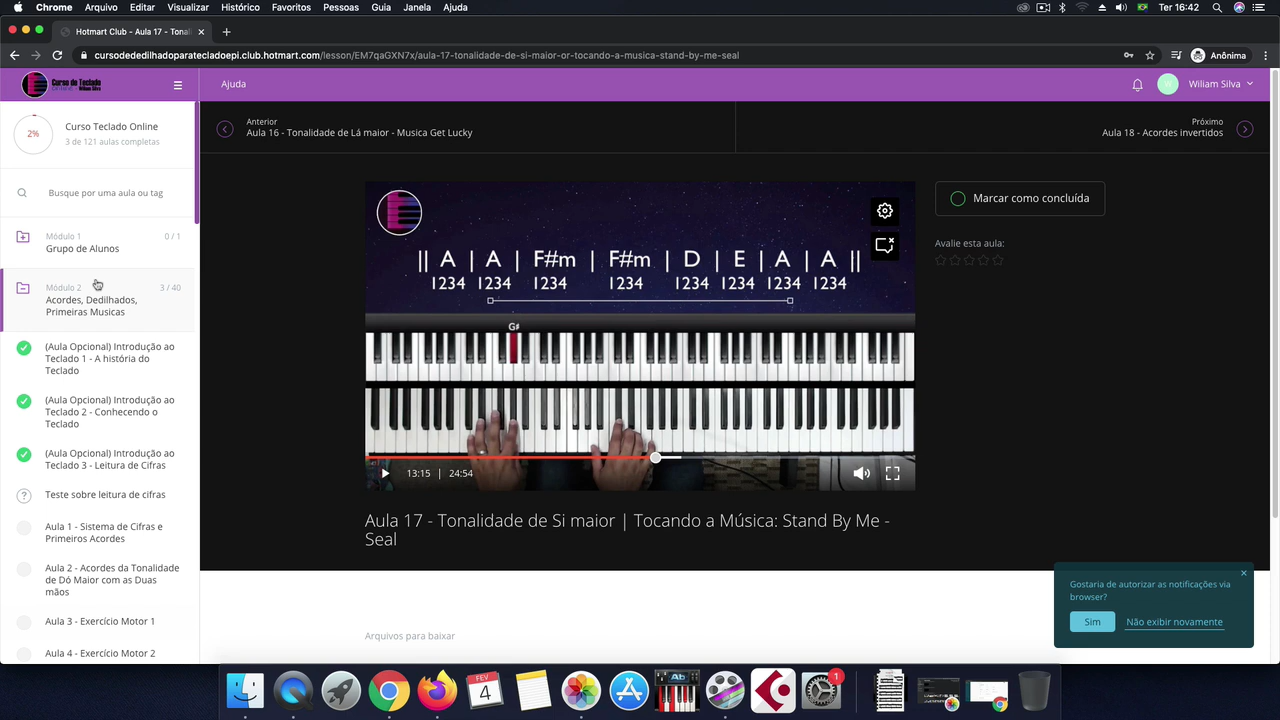 Chrome Arquivo Editar Visualizar Histórico Favoritos Pessoas Guia Janela Ajuda Ter 16:42
Hotmart Club - Aula 17 - Tonali
cursodededilhadoparatecladoepi.club.hotmart.com/lesson/EM7qaGXN7x/aula-17-tonalidade-de-si-maior-or-tocando-a-musica-stand-by-me-seal
Anônima
Curso de Teclado
Wiliam Silva
Ajuda
Wiliam Silva
2%
Curso Teclado Online
3 de 121 aulas completas
Busque por uma aula ou tag
Módulo 1 0 / 1
Grupo de Alunos
Módulo 2 3 / 40
Acordes, Dedilhados,
Primeiras Musicas
(Aula Opcional) Introdução ao
Teclado 1 - A história do
Teclado
(Aula Opcional) Introdução ao
Teclado 2 - Conhecendo o
Teclado
(Aula Opcional) Introdução ao
Teclado 3 - Leitura de Cifras
Teste sobre leitura de cifras
Aula 1 - Sistema de Cifras e
Primeiros Acordes
Aula 2 - Acordes da Tonalidade
de Dó Maior com as Duas
mãos
Aula 3 - Exercício Motor 1
Aula 4 - Exercício Motor 2
Anterior
Aula 16 - Tonalidade de Lá maior - Musica Get Lucky
Próximo
Aula 18 - Acordes invertidos
|| A | A | F#m | F#m | D | E | A | A ||
1234 1234 1234 1234 1234 1234 1234
G#
13:15 | 24:54
Marcar como concluída
Avalie esta aula:
Aula 17 - Tonalidade de Si maior | Tocando a Música: Stand By Me -
Seal
Arquivos para baixar
Gostaria de autorizar as notificações via
browser?
Sim Não exibir novamente
FEV
4
Ab
1